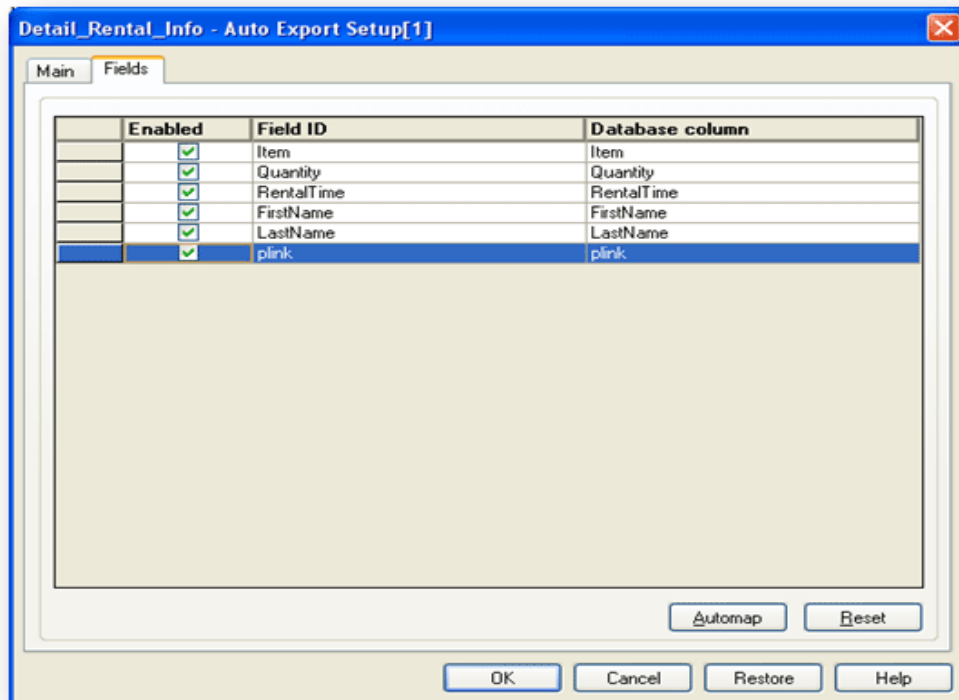 Detail_Rental_Info - Auto Export Setup[1]
Main Fields
Enabled Field ID Database column
Item Item
Quantity Quantity
RentalTime RentalTime
FirstName FirstName
LastName LastName
plink plink
Automap Reset
OK Cancel Restore Help